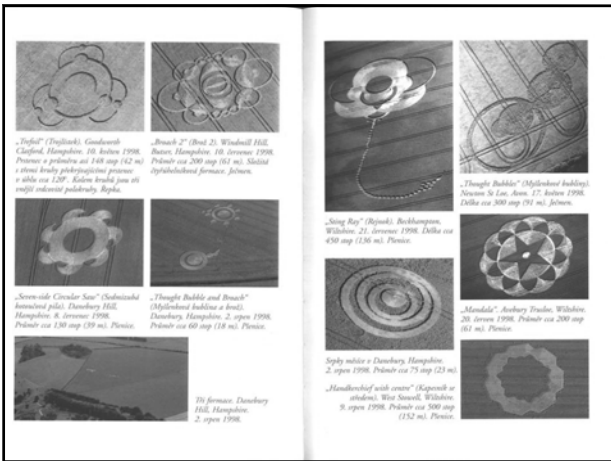 „Trefoil" (Trojlístek). Goodworth
Clatford, Hampshire. 10. květen 1998.
Prstenec v průměru asi 148 stop (42 m)
s třemi kruhy překrývajícími prstenec
v úhlu cca 120°. Kolem kruhů jsou tři
vnější srdcovité polokruhy. Řepka.
„Broach 2" (Brož 2). Windmill Hill,
Butser, Hampshire. 10. červenec 1998.
Průměr cca 200 stop (61 m). Složitá
čtyřúhelníková formace. Ječmen.
„Seven-side Circular Saw" (Sedmizubá
kotoučová pila). Danebury Hill,
Hampshire. 8. červenec 1998.
Průměr cca 130 stop (39 m). Pšenice.
„Thought Bubble and Broach"
(Myšlenková bublina a brož).
Danebury, Hampshire. 2. srpen 1998.
Průměr cca 60 stop (18 m). Pšenice.
Tři formace. Danebury
Hill, Hampshire.
2. srpen 1998.
„Sting Ray" (Rejnok). Beckhampton,
Wiltshire. 21. červenec 1998. Délka cca
450 stop (136 m). Pšenice.
„Thought Bubbles" (Myšlenkové bubliny).
Newton St Loe, Avon. 17. květen 1998.
Délka cca 300 stop (91 m). Ječmen.
„Mandala". Avebury Truslou, Wiltshire.
20. červen 1998. Průměr cca 200 stop
(61 m). Pšenice.
Srpky měsíce v Danebury, Hampshire.
2. srpen 1998. Průměr cca 75 stop (23 m).
„Handkerchief with centre" (Kapesník se
středem). West Stowell, Wiltshire.
9. srpen 1998. Průměr cca 500 stop
(152 m). Pšenice.